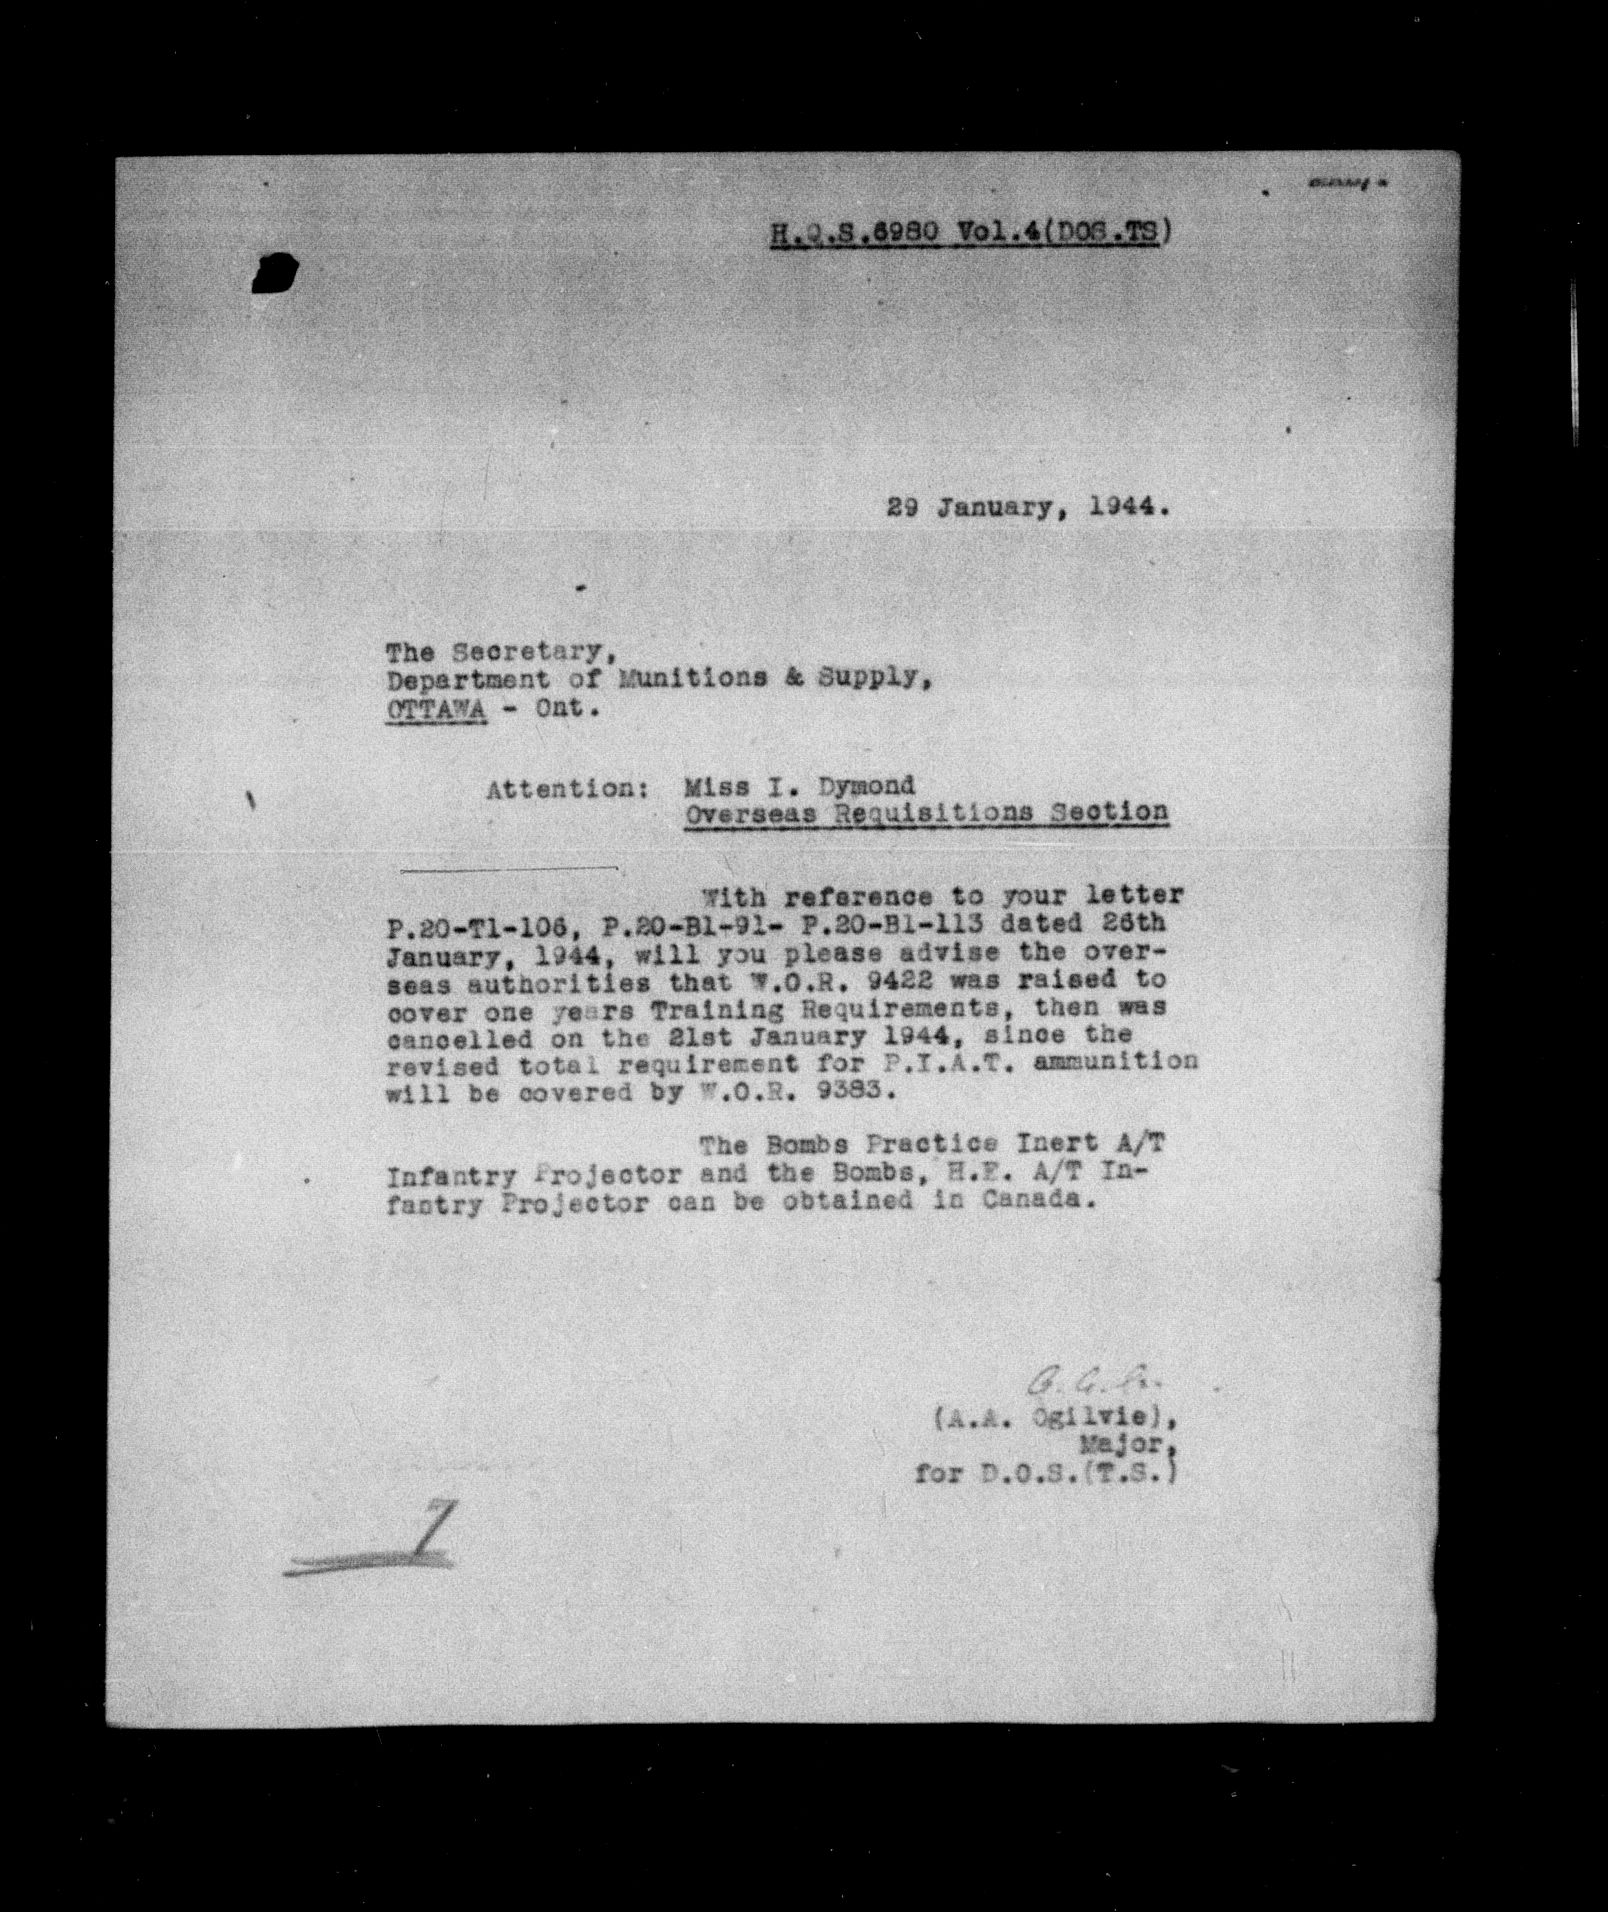 H.Q.S.6980 Vol.4(DOS.TS)
29 January, 1944.
The Secretary,
Department of Munitions & Supply,
OTTAWA - Ont.
Attention: Miss I. Dymond
Overseas Requisitions Section
With reference to your letter
P.20-T1-106, P.20-B1-91- P.20-B1-113 dated 26th
January, 1944, will you please advise the over-
seas authorities that W.O.R. 9422 was raised to
cover one years Training Requirements, then was
cancelled on the 21st January 1944, since the
revised total requirement for P.I.A.T. ammunition
will be covered by W.O.R. 9383.
The Bombs Practice Inert A/T
Infantry Projector and the Bombs, H.E. A/T In-
fantry Projector can be obtained in Canada.
(A.A. Ogilvie),
Major,
for D.O.S.(T.S.)
7